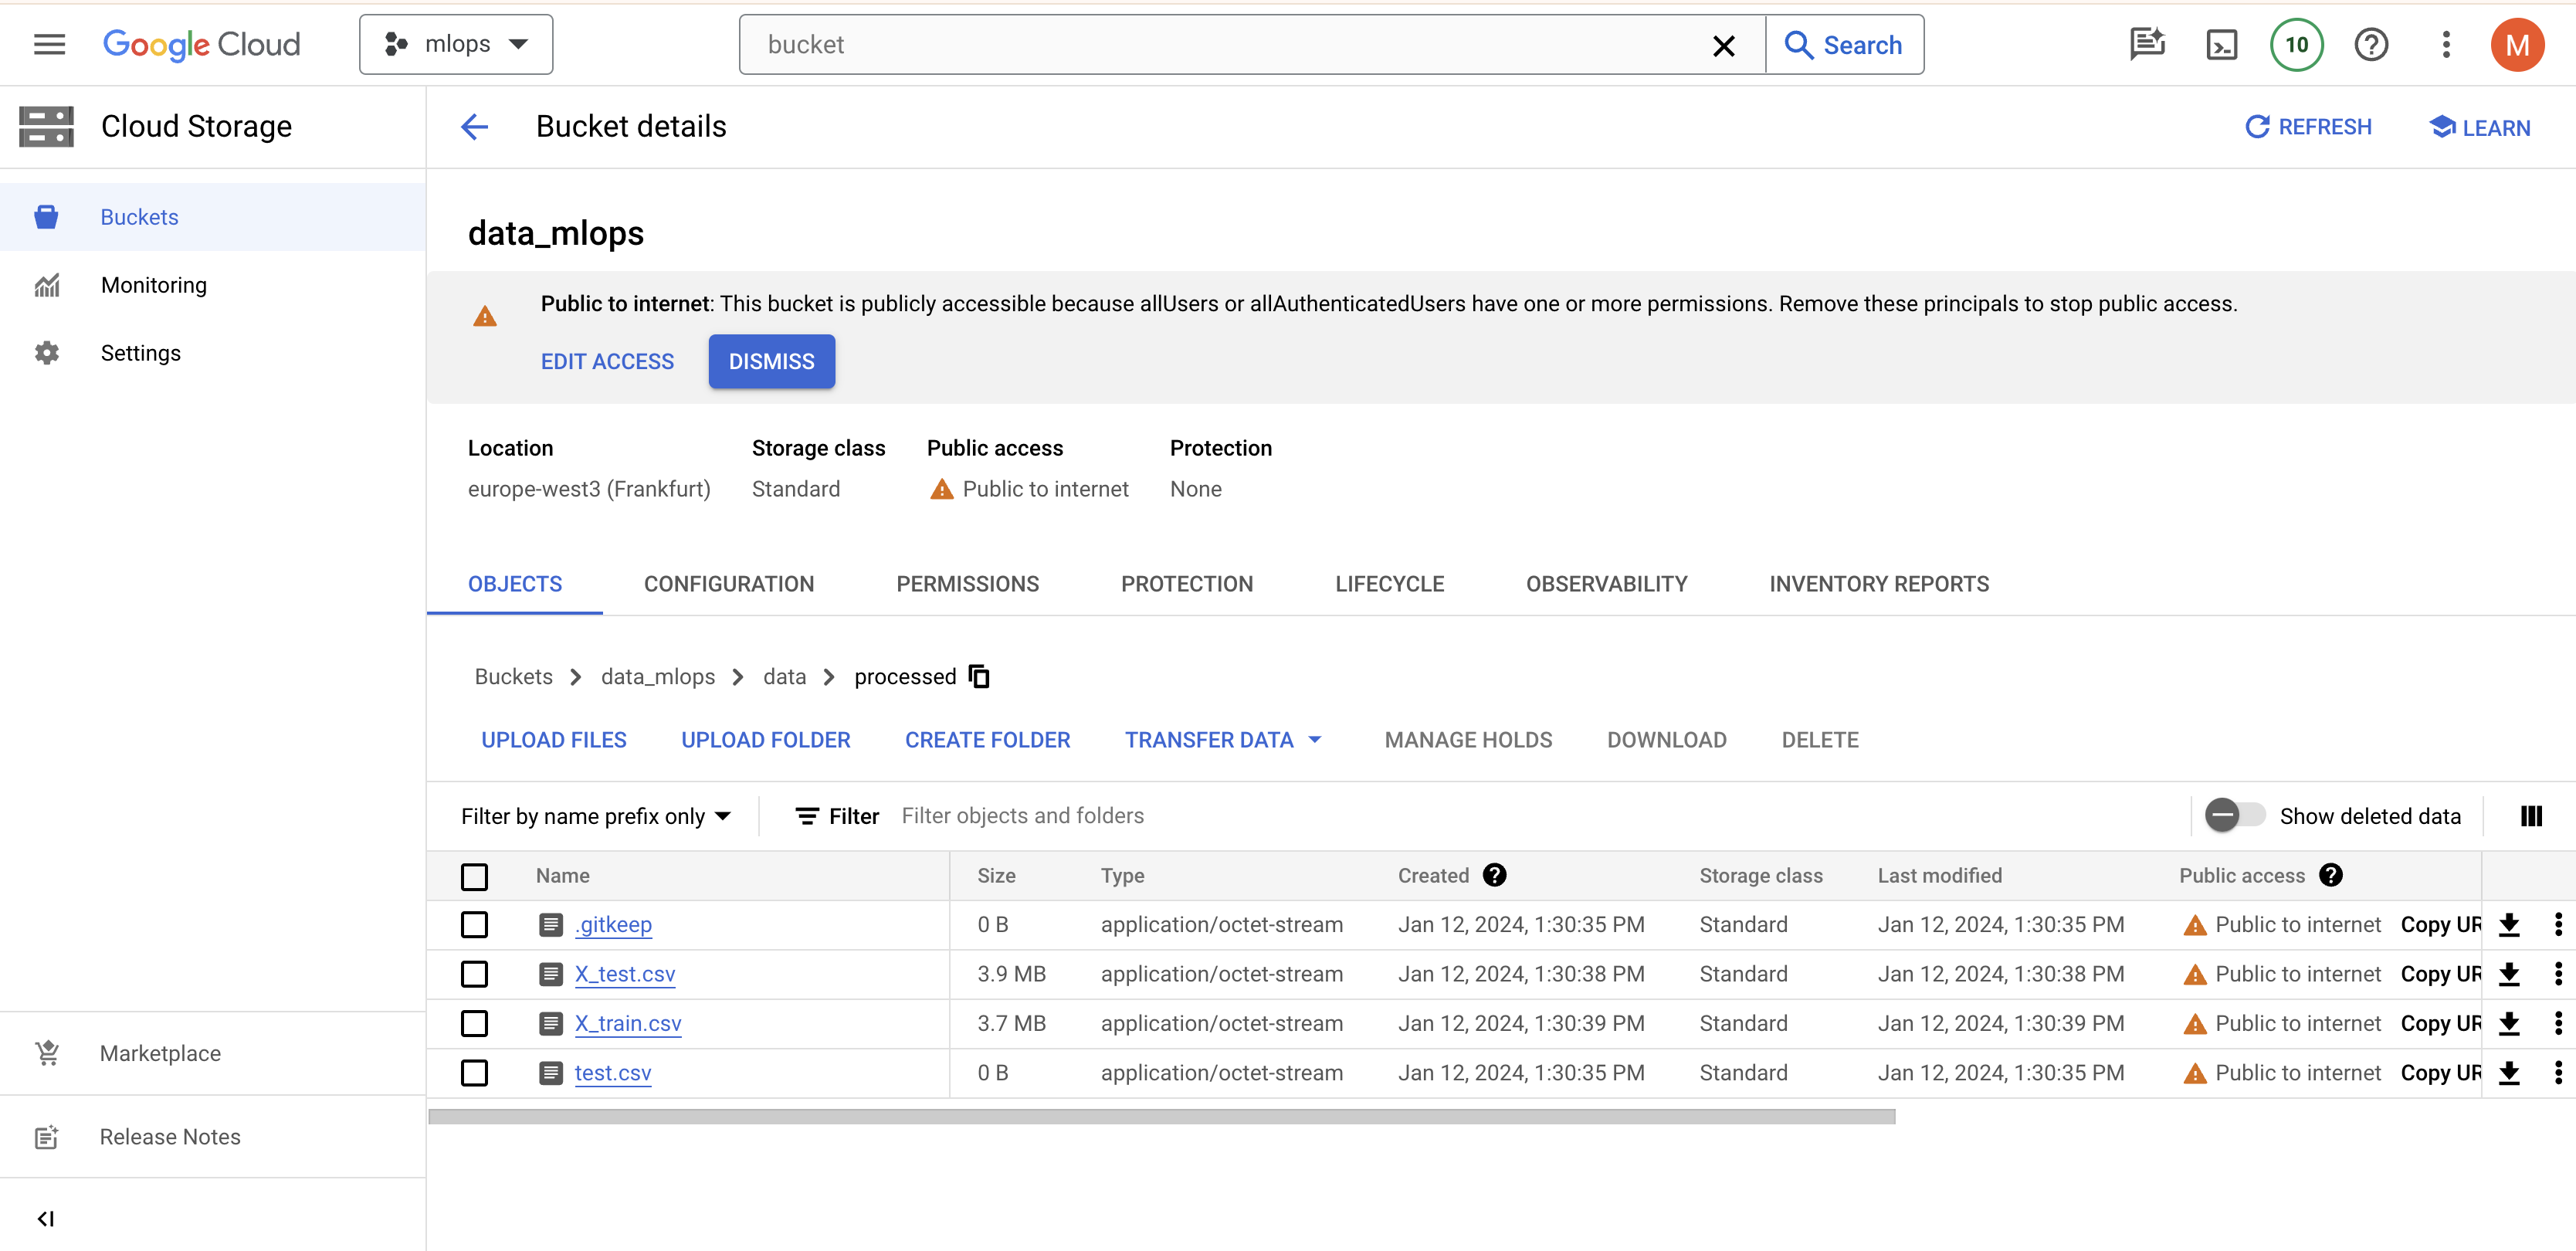 Google Cloud
mlops
bucket
Search
10
M
Cloud Storage
Bucket details
REFRESH
LEARN
Buckets
Monitoring
Settings
Marketplace
Release Notes
data_mlops
Public to internet: This bucket is publicly accessible because allUsers or allAuthenticatedUsers have one or more permissions. Remove these principals to stop public access.
EDIT ACCESS DISMISS
Location Storage class Public access Protection
europe-west3 (Frankfurt) Standard Public to internet None
OBJECTS CONFIGURATION PERMISSIONS PROTECTION LIFECYCLE OBSERVABILITY INVENTORY REPORTS
Buckets data_mlops data processed
UPLOAD FILES UPLOAD FOLDER CREATE FOLDER TRANSFER DATA MANAGE HOLDS DOWNLOAD DELETE
Filter by name prefix only Filter Filter objects and folders Show deleted data
Name Size Type Created Storage class Last modified Public access
.gitkeep 0 B application/octet-stream Jan 12, 2024, 1:30:35 PM Standard Jan 12, 2024, 1:30:35 PM Public to internet Copy UR
X_test.csv 3.9 MB application/octet-stream Jan 12, 2024, 1:30:38 PM Standard Jan 12, 2024, 1:30:38 PM Public to internet Copy UR
X_train.csv 3.7 MB application/octet-stream Jan 12, 2024, 1:30:39 PM Standard Jan 12, 2024, 1:30:39 PM Public to internet Copy UR
test.csv 0 B application/octet-stream Jan 12, 2024, 1:30:35 PM Standard Jan 12, 2024, 1:30:35 PM Public to internet Copy UR